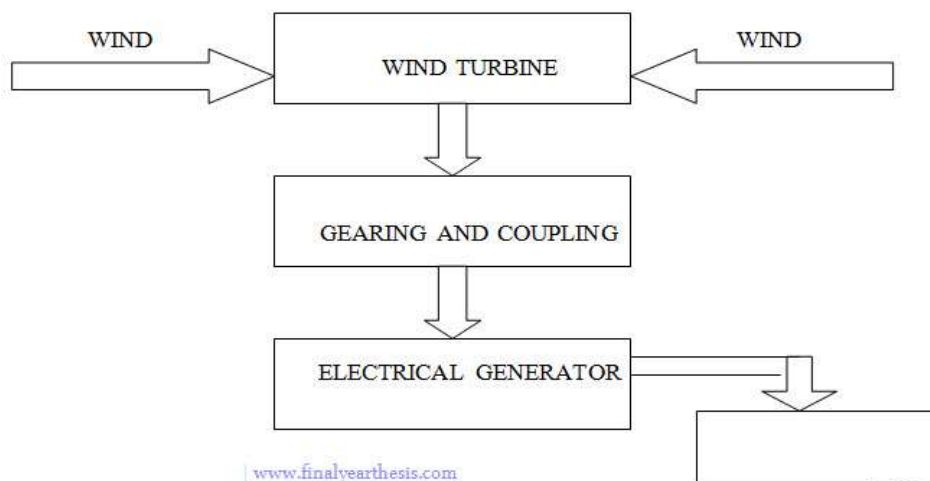 WIND
WIND
WIND TURBINE
GEARING AND COUPLING
ELECTRICAL GENERATOR
www.finalyearthesis.com